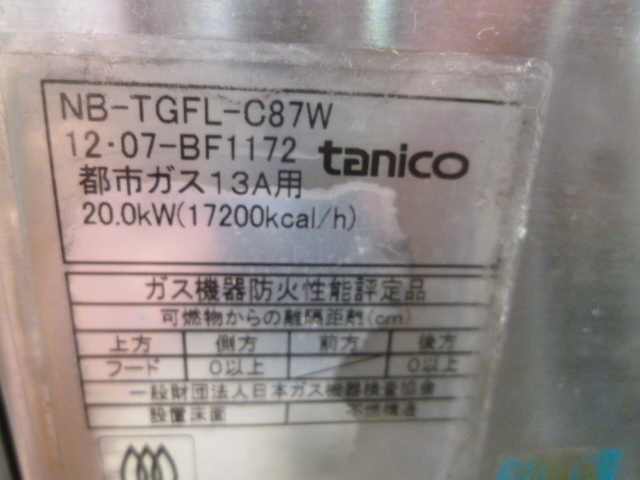 NB-TGFL-C87W
12・07-BF1172 tanico
都市ガス13A用
20.0kW(17200kcal/h)
ガス機器防火性能評定品
可燃物からの離隔距離(cm)
上方 側方 前方 後方
フード 0以上 0以上
一般財団法人日本ガス機器検査協会
設置床面 不燃構造